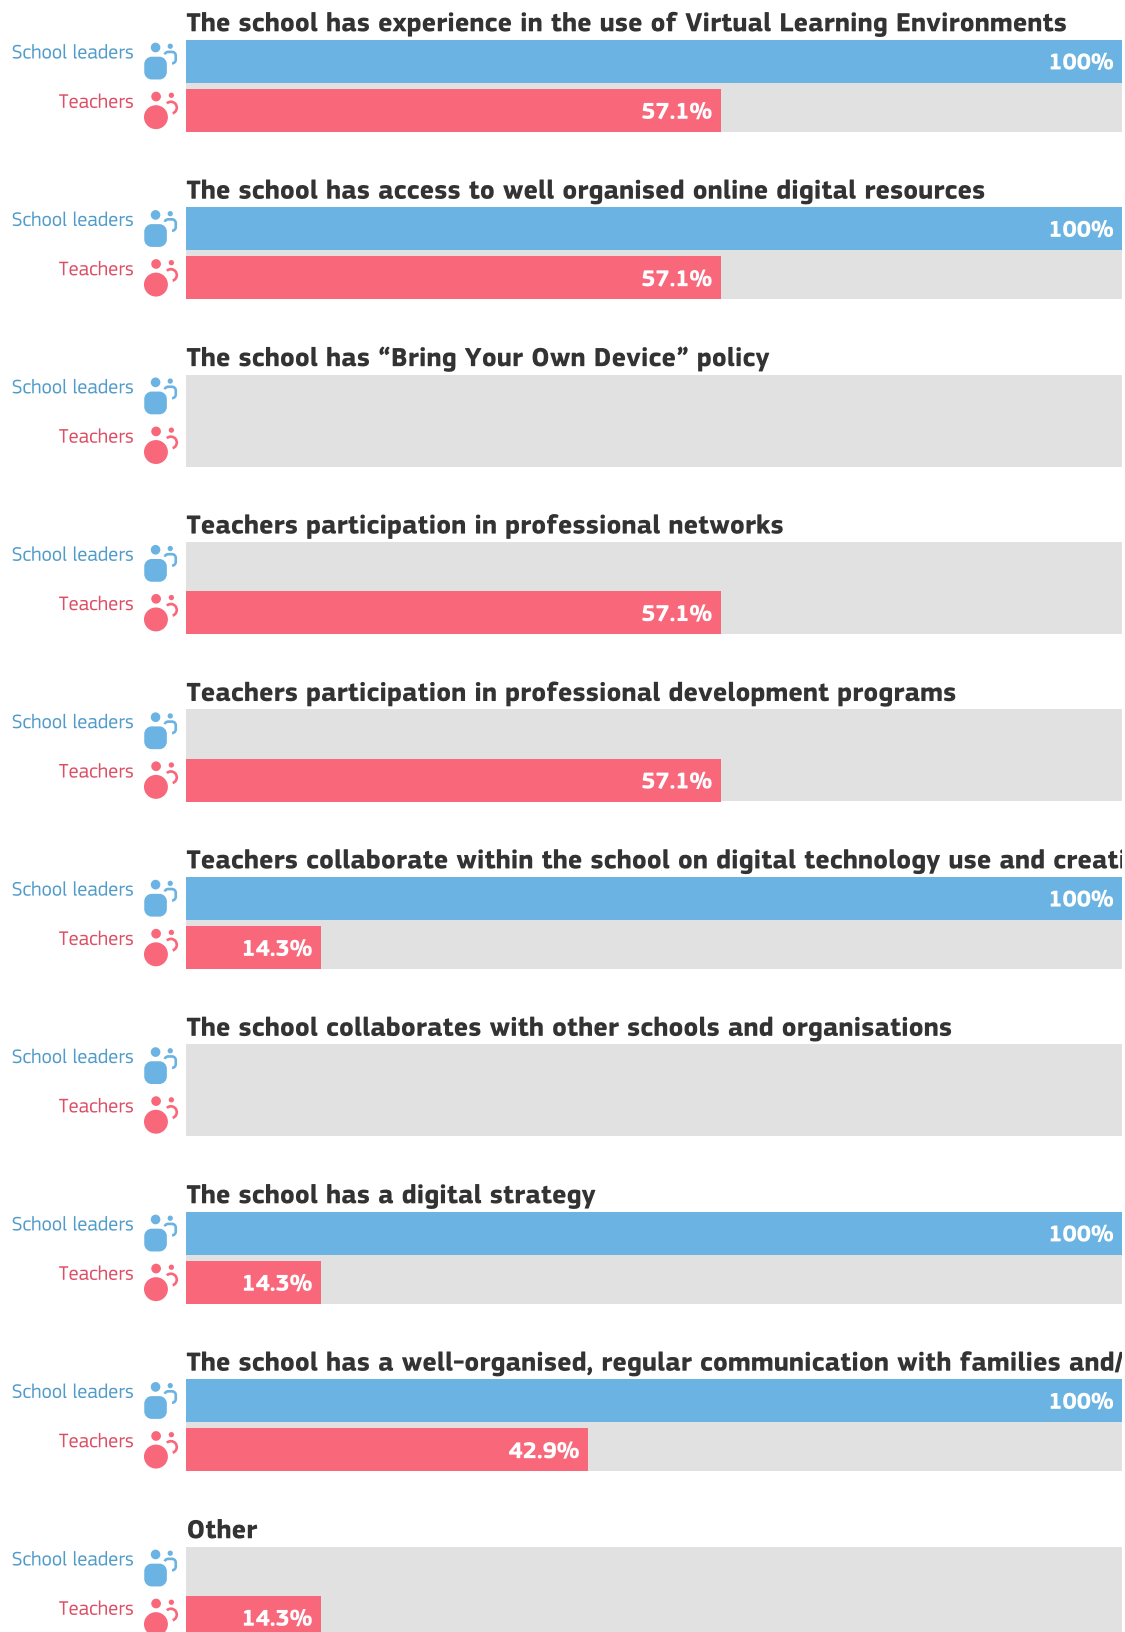 The school has experience in the use of Virtual Learning Environments
School leaders
100%
Teachers
57.1%
The school has access to well organised online digital resources
School leaders
100%
Teachers
57.1%
The school has “Bring Your Own Device” policy
School leaders
Teachers
Teachers participation in professional networks
School leaders
Teachers
57.1%
Teachers participation in professional development programs
School leaders
Teachers
57.1%
Teachers collaborate within the school on digital technology use and creati
School leaders
100%
Teachers
14.3%
The school collaborates with other schools and organisations
School leaders
Teachers
The school has a digital strategy
School leaders
100%
Teachers
14.3%
The school has a well-organised, regular communication with families and/
School leaders
100%
Teachers
42.9%
Other
School leaders
Teachers
14.3%